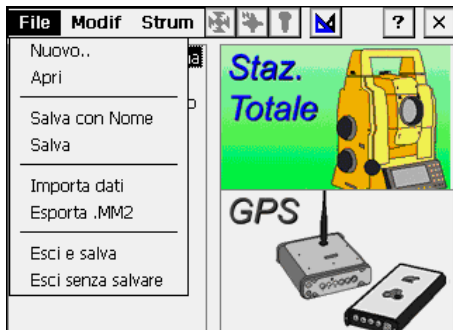 File Modif Strum ? ×
Nuovo..
Apri
Salva con Nome
Salva
Importa dati
Esporta .MM2
Esci e salva
Esci senza salvare
Staz.
Totale
GPS